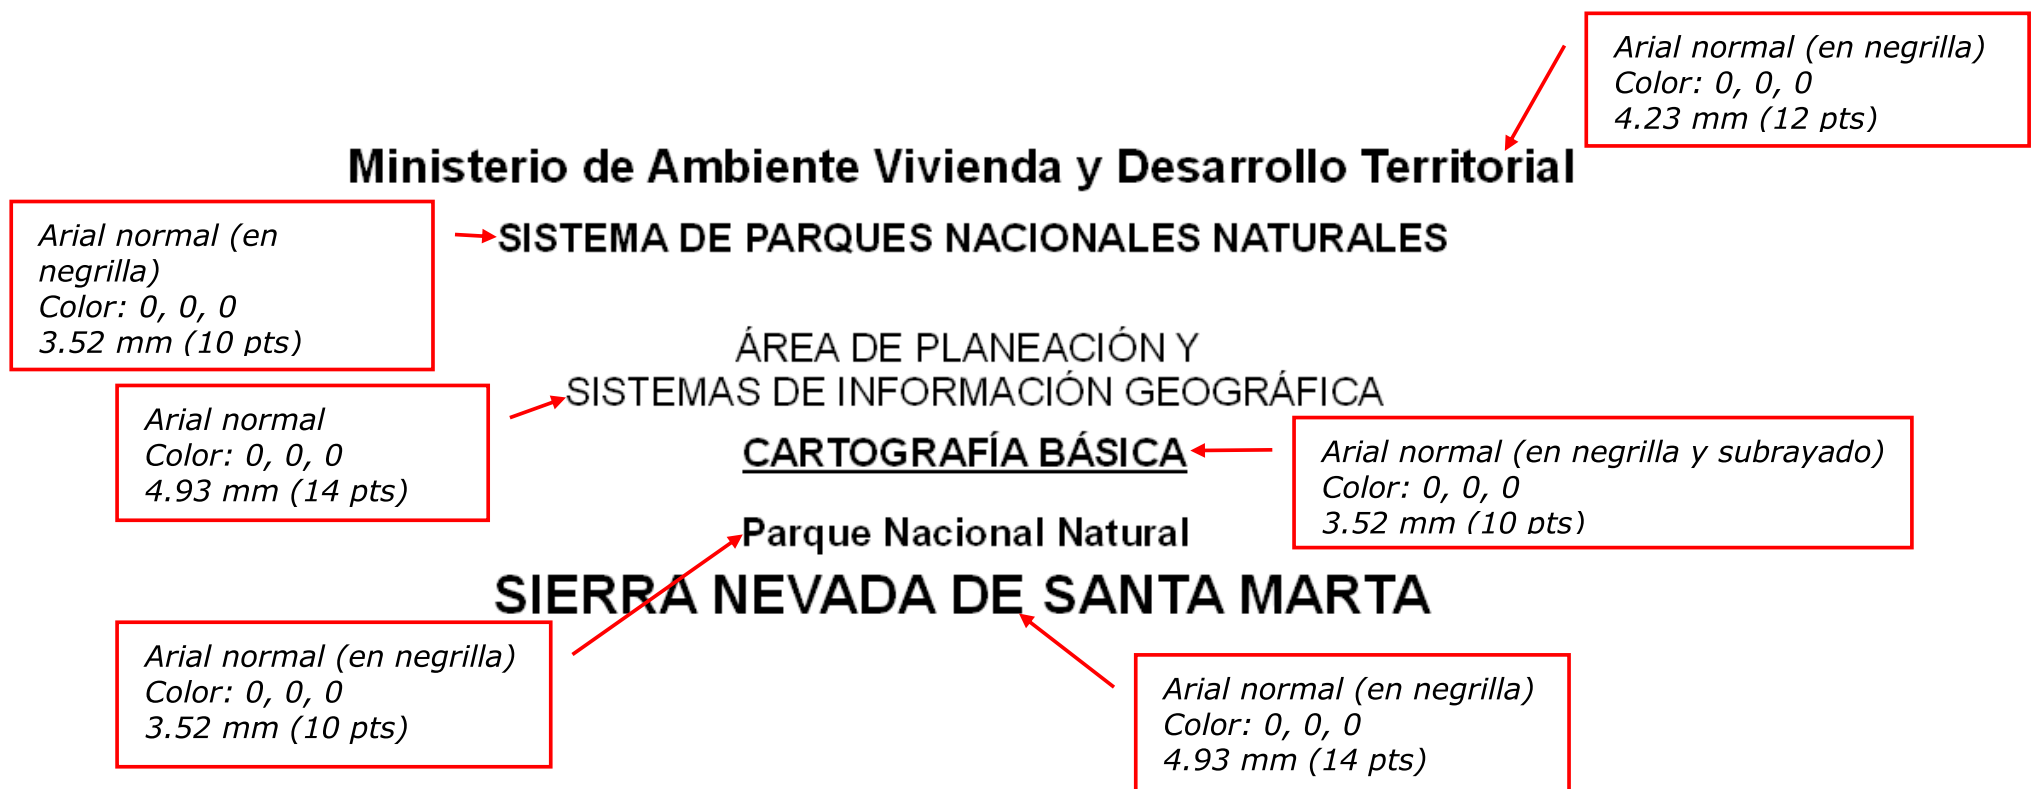 Arial normal (en negrilla)
Color: 0, 0, 0
4.23 mm (12 pts)
Ministerio de Ambiente Vivienda y Desarrollo Territorial
Arial normal (en
negrilla)
Color: 0, 0, 0
3.52 mm (10 pts)
SISTEMA DE PARQUES NACIONALES NATURALES
ÁREA DE PLANEACIÓN Y
SISTEMAS DE INFORMACIÓN GEOGRÁFICA
Arial normal
Color: 0, 0, 0
4.93 mm (14 pts)
CARTOGRAFÍA BÁSICA
Arial normal (en negrilla y subrayado)
Color: 0, 0, 0
3.52 mm (10 pts)
Parque Nacional Natural
SIERRA NEVADA DE SANTA MARTA
Arial normal (en negrilla)
Color: 0, 0, 0
3.52 mm (10 pts)
Arial normal (en negrilla)
Color: 0, 0, 0
4.93 mm (14 pts)